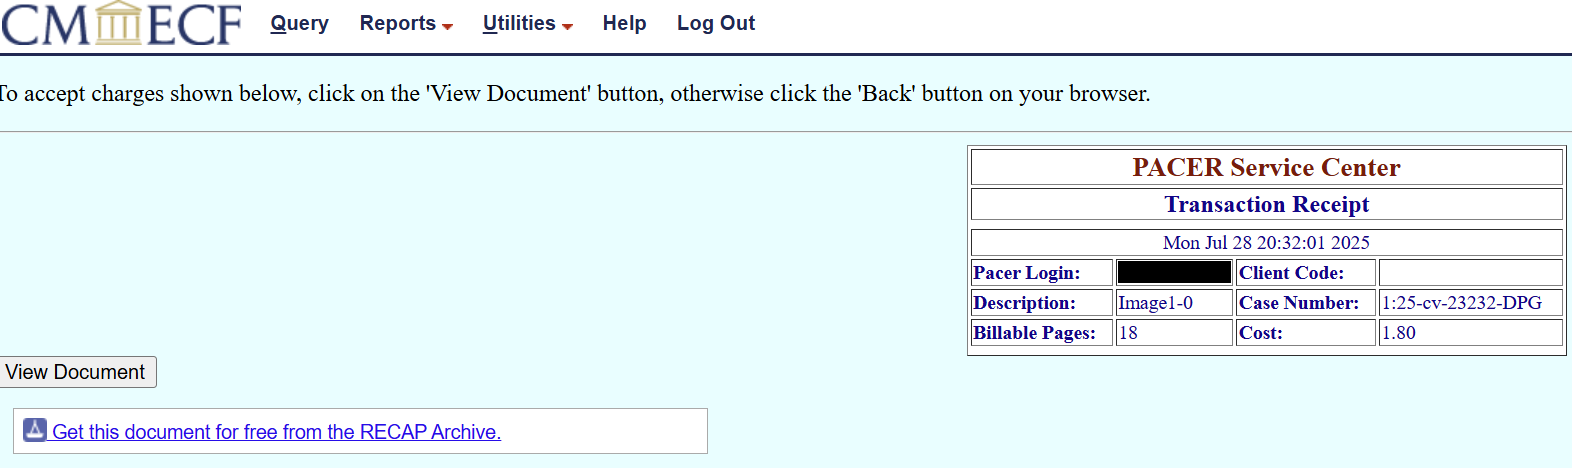 CM ECF Query Reports Utilities Help Log Out
To accept charges shown below, click on the 'View Document' button, otherwise click the 'Back' button on your browser.
PACER Service Center
Transaction Receipt
Mon Jul 28 20:32:01 2025
Pacer Login: Client Code:
Description: Image1-0 Case Number: 1:25-cv-23232-DPG
Billable Pages: 18 Cost: 1.80
View Document
Get this document for free from the RECAP Archive.